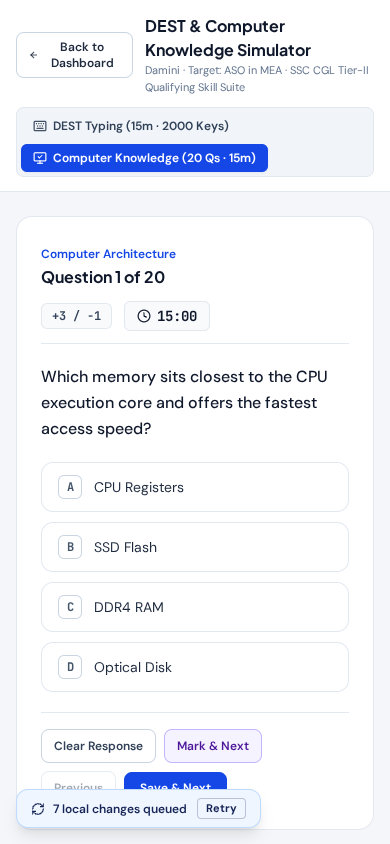 Back to
Dashboard
DEST & Computer
Knowledge Simulator
Damini · Target: ASO in MEA · SSC CGL Tier-II
Qualifying Skill Suite
DEST Typing (15m · 2000 Keys)
Computer Knowledge (20 Qs · 15m)
Computer Architecture
Question 1 of 20
+3 / -1
15:00
Which memory sits closest to the CPU
execution core and offers the fastest
access speed?
A CPU Registers
B SSD Flash
C DDR4 RAM
D Optical Disk
Clear Response
Mark & Next
Previous
Save & Next
7 local changes queued
Retry